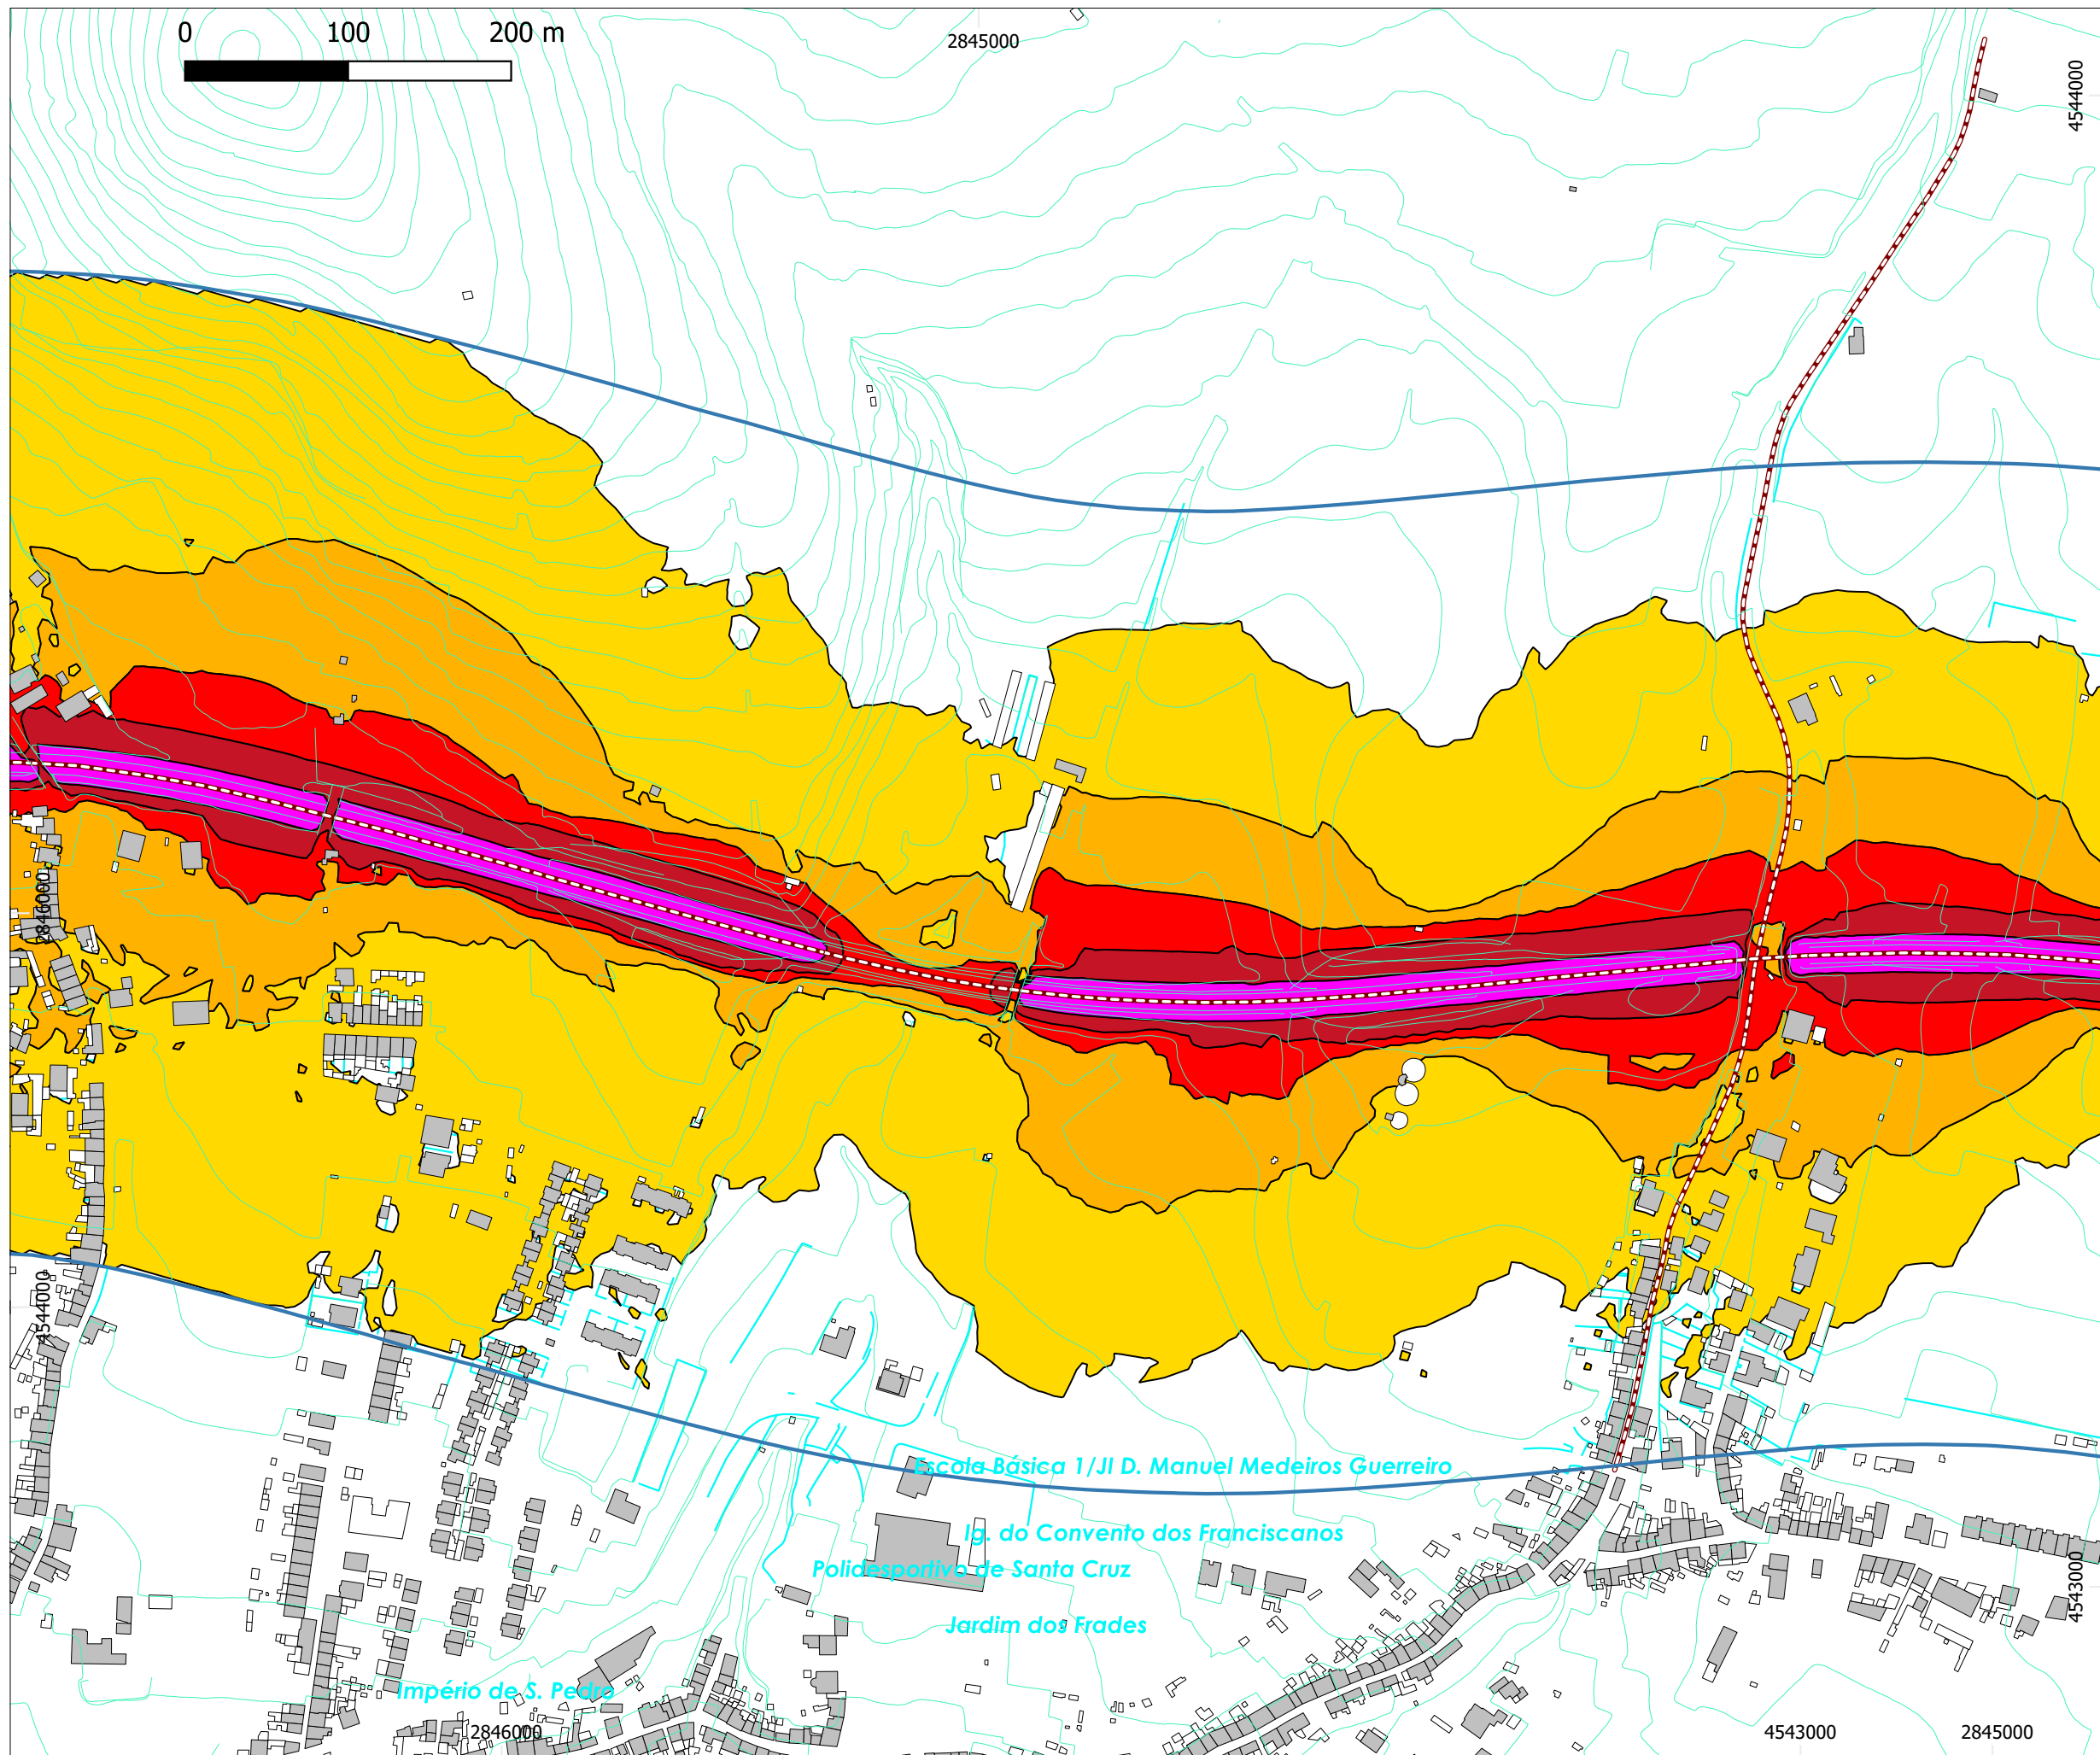 0 100 200 m
2845000
4544000
2846000
4544000
Escola Básica 1/JI D. Manuel Medeiros Guerreiro
Ig. do Convento dos Franciscanos
Polidesportivo de Santa Cruz
4543000
Jardim dos Frades
Império de S. Pedro
2846000
4543000
2845000